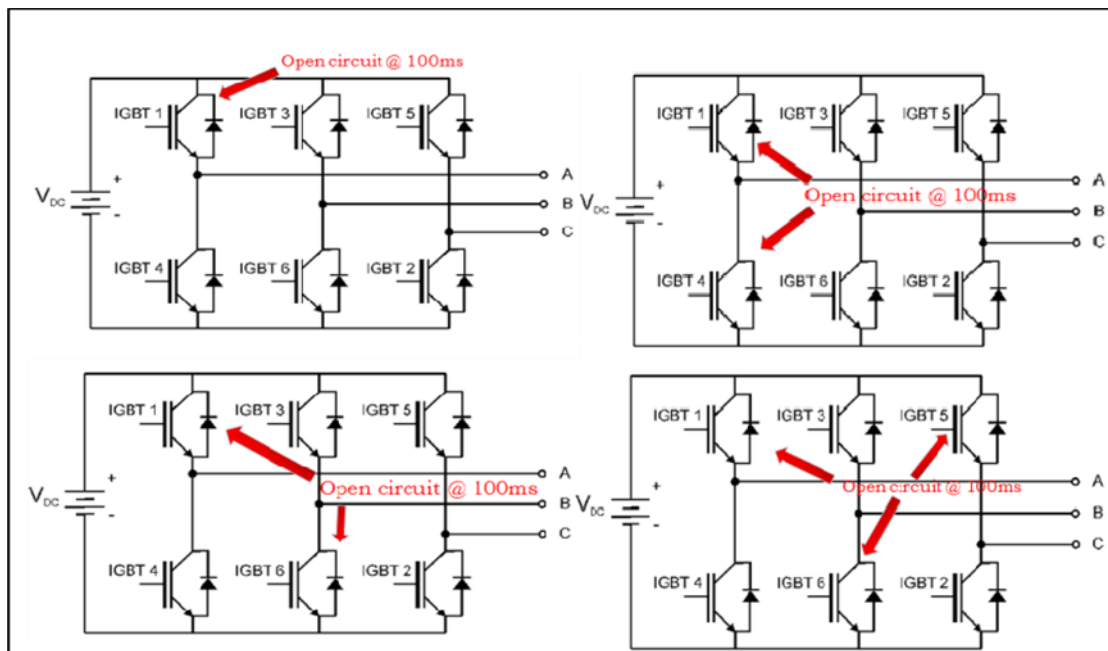 Open circuit @ 100ms
IGBT 1 IGBT 3 IGBT 5
A
VDC + -
B
C
IGBT 4 IGBT 6 IGBT 2
IGBT 1 IGBT 3 IGBT 5
A
Open circuit @ 100ms
VDC + -
B
C
IGBT 4 IGBT 6 IGBT 2
IGBT 1 IGBT 3 IGBT 5
A
Open circuit @ 100ms
VDC + -
B
C
IGBT 4 IGBT 6 IGBT 2
IGBT 1 IGBT 3 IGBT 5
A
Open circuit @ 100ms
VDC + -
B
C
IGBT 4 IGBT 6 IGBT 2